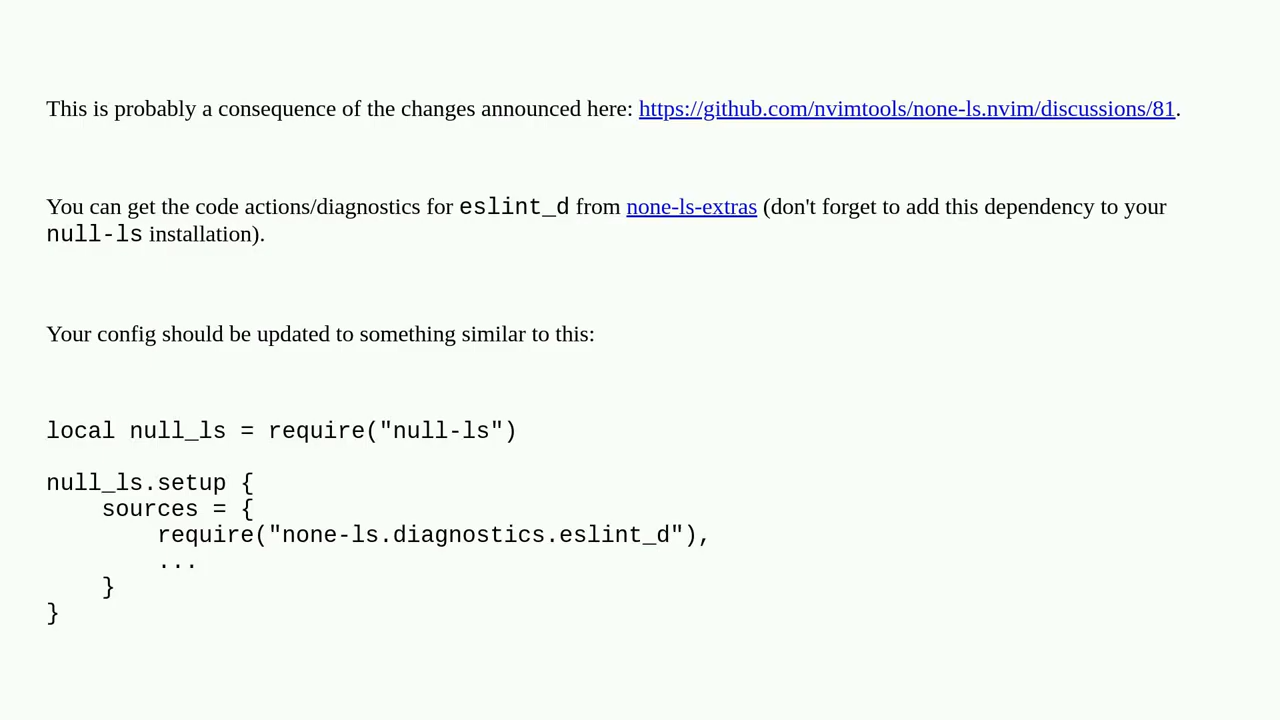 This is probably a consequence of the changes announced here: https://github.com/nvimtools/none-ls.nvim/discussions/81.
You can get the code actions/diagnostics for eslint_d from none-ls-extras (don't forget to add this dependency to your
null-ls installation).
Your config should be updated to something similar to this:
local null_ls = require("null-ls")
null_ls.setup {
    sources = {
        require("none-ls.diagnostics.eslint_d"),
        ...
    }
}